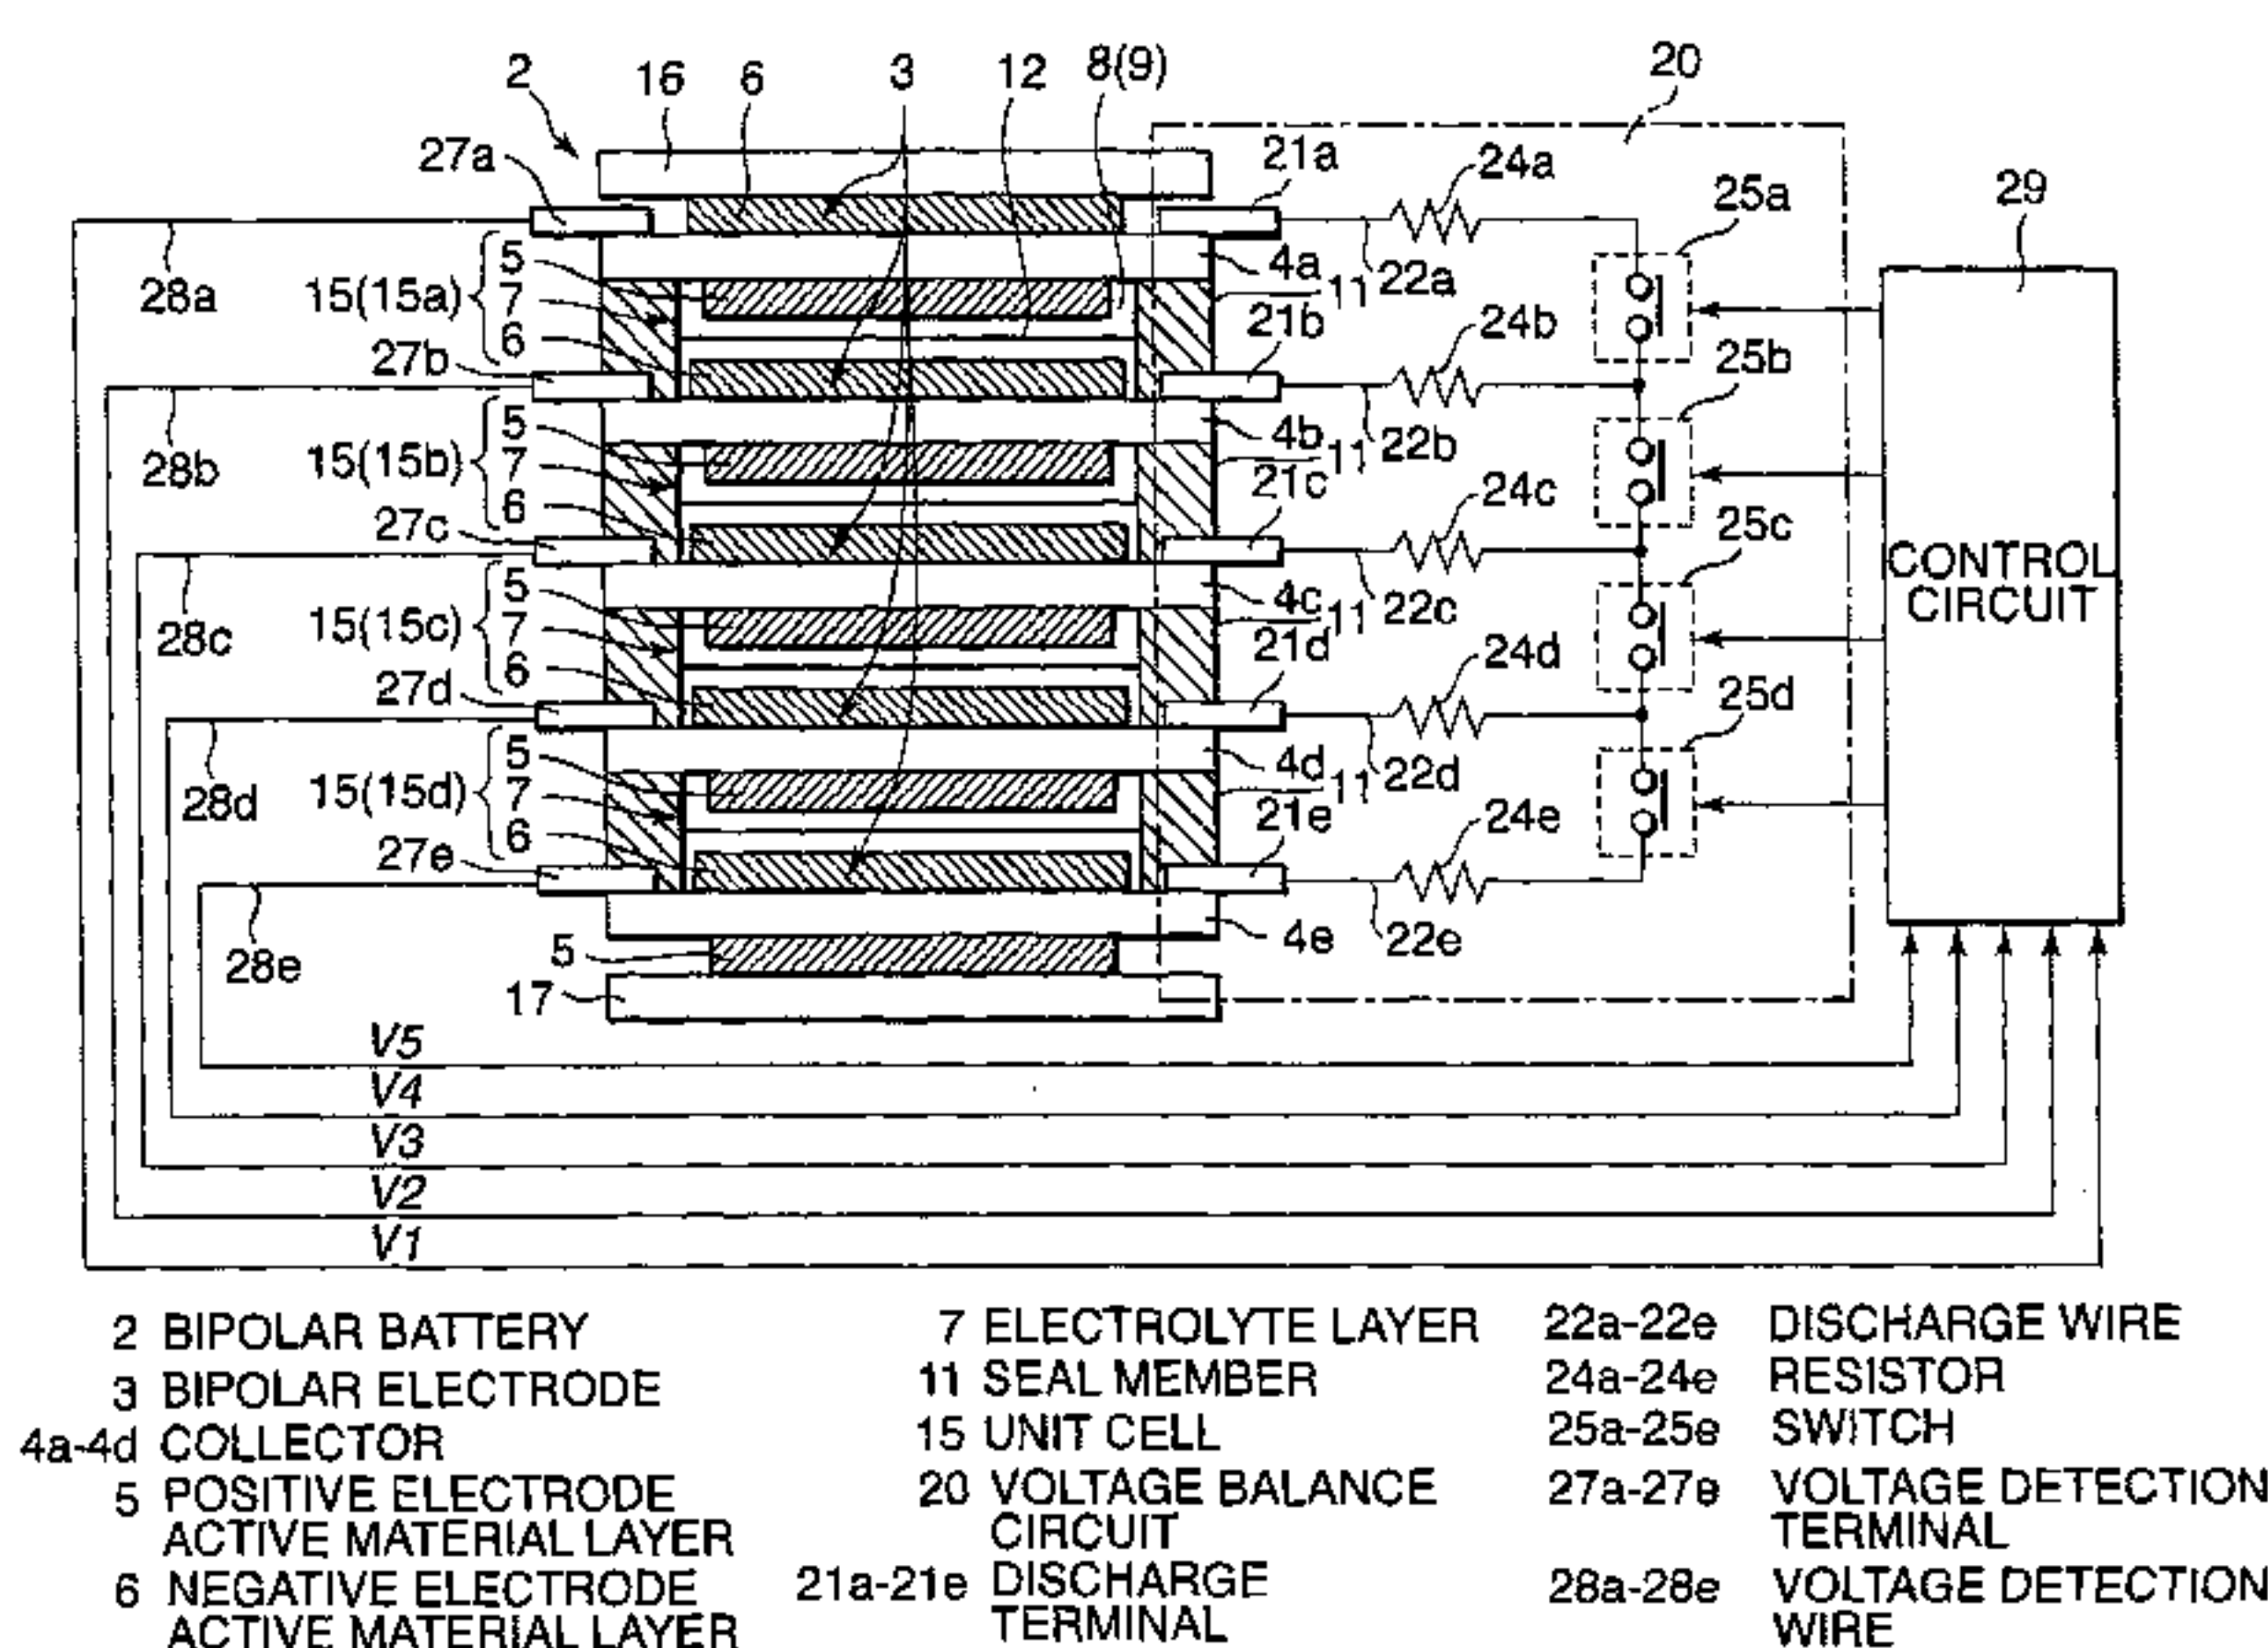 2 16 6 3 12 8(9) 20
27a 21a 24a 25a 29
28a 15(15a) 5 7 6 4a 22a 11
27b 21b 24b 25b
28b 15(15b) 5 7 6 4b 22b 11
27c 21c 24c 25c
CONTROL
CIRCUIT
28c 15(15c) 5 7 6 4c 22c 11
27d 21d 24d 25d
28d 15(15d) 5 7 6 4d 22d 11
27e 21e 24e
28e 5 4e 22e
17
V5
V4
V3
V2
V1
2 BIPOLAR BATTERY
3 BIPOLAR ELECTRODE
4a-4d COLLECTOR
5 POSITIVE ELECTRODE
ACTIVE MATERIAL LAYER
6 NEGATIVE ELECTRODE
ACTIVE MATERIAL LAYER
7 ELECTROLYTE LAYER
11 SEAL MEMBER
15 UNIT CELL
20 VOLTAGE BALANCE
CIRCUIT
21a-21e DISCHARGE
TERMINAL
22a-22e DISCHARGE WIRE
24a-24e RESISTOR
25a-25e SWITCH
27a-27e VOLTAGE DETECTION
TERMINAL
28a-28e VOLTAGE DETECTION
WIRE